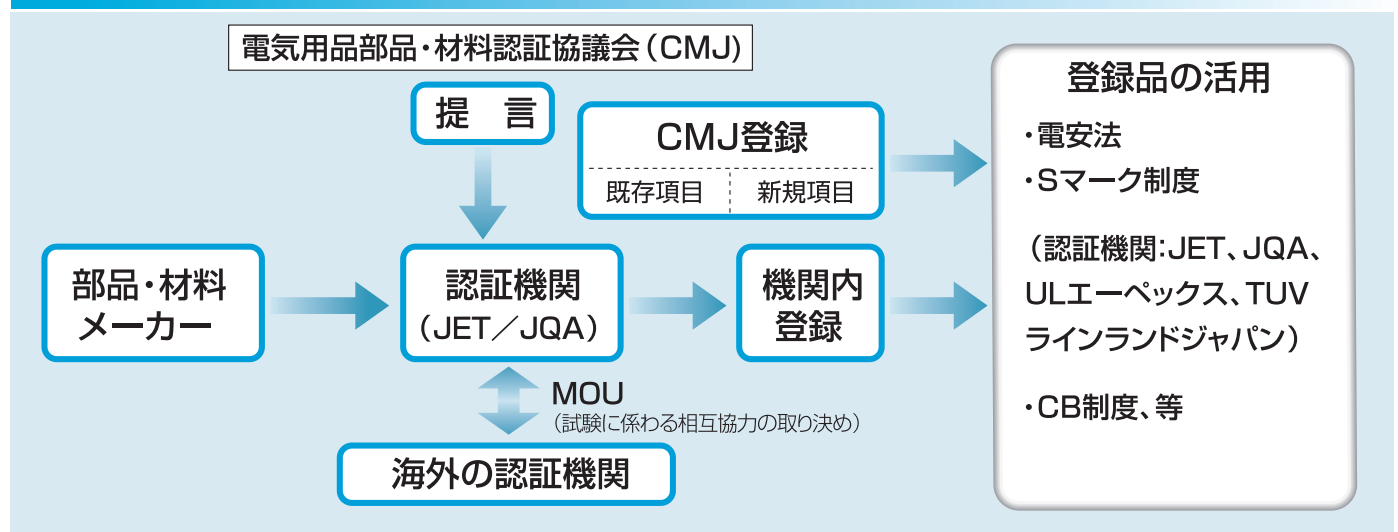 電気用品部品・材料認証協議会(CMJ)
提 言
CMJ登録
既存項目
新規項目
部品・材料
メーカー
認証機関
(JET/JQA)
機関内
登録
MOU
(試験に係わる相互協力の取り決め)
海外の認証機関
登録品の活用
・電安法
・Sマーク制度
(認証機関:JET、JQA、
ULエーペックス、TUV
ラインランドジャパン)
・CB制度、等